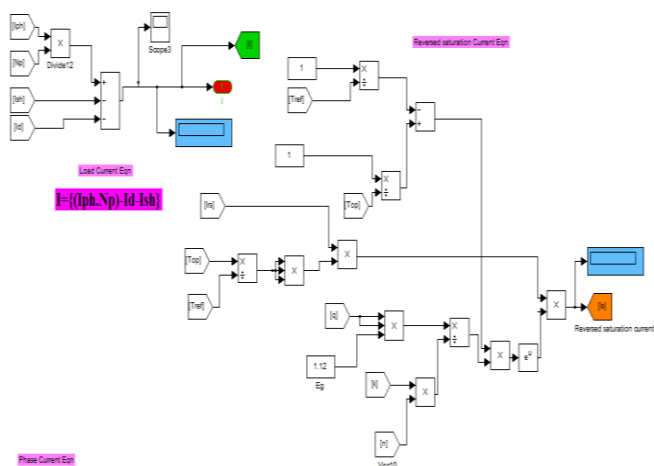 [Iph]
[Np]
X
Divide12
[Ish]
[Id]
+
−
−
Scope3
[I]
Load Current Eqn
I={(Iph.Np)-Id-Ish}
Reversed saturation Current Eqn
1
[Tref]
X
÷
−
+
1
[Top]
X
÷
[Irs]
X
[Top]
[Tref]
X
÷
X
[q]
X
X
÷
1.12
Eg
[k]
X
[n]
X
e^u
X
[Is]
Reversed saturation current
Phase Current Eqn